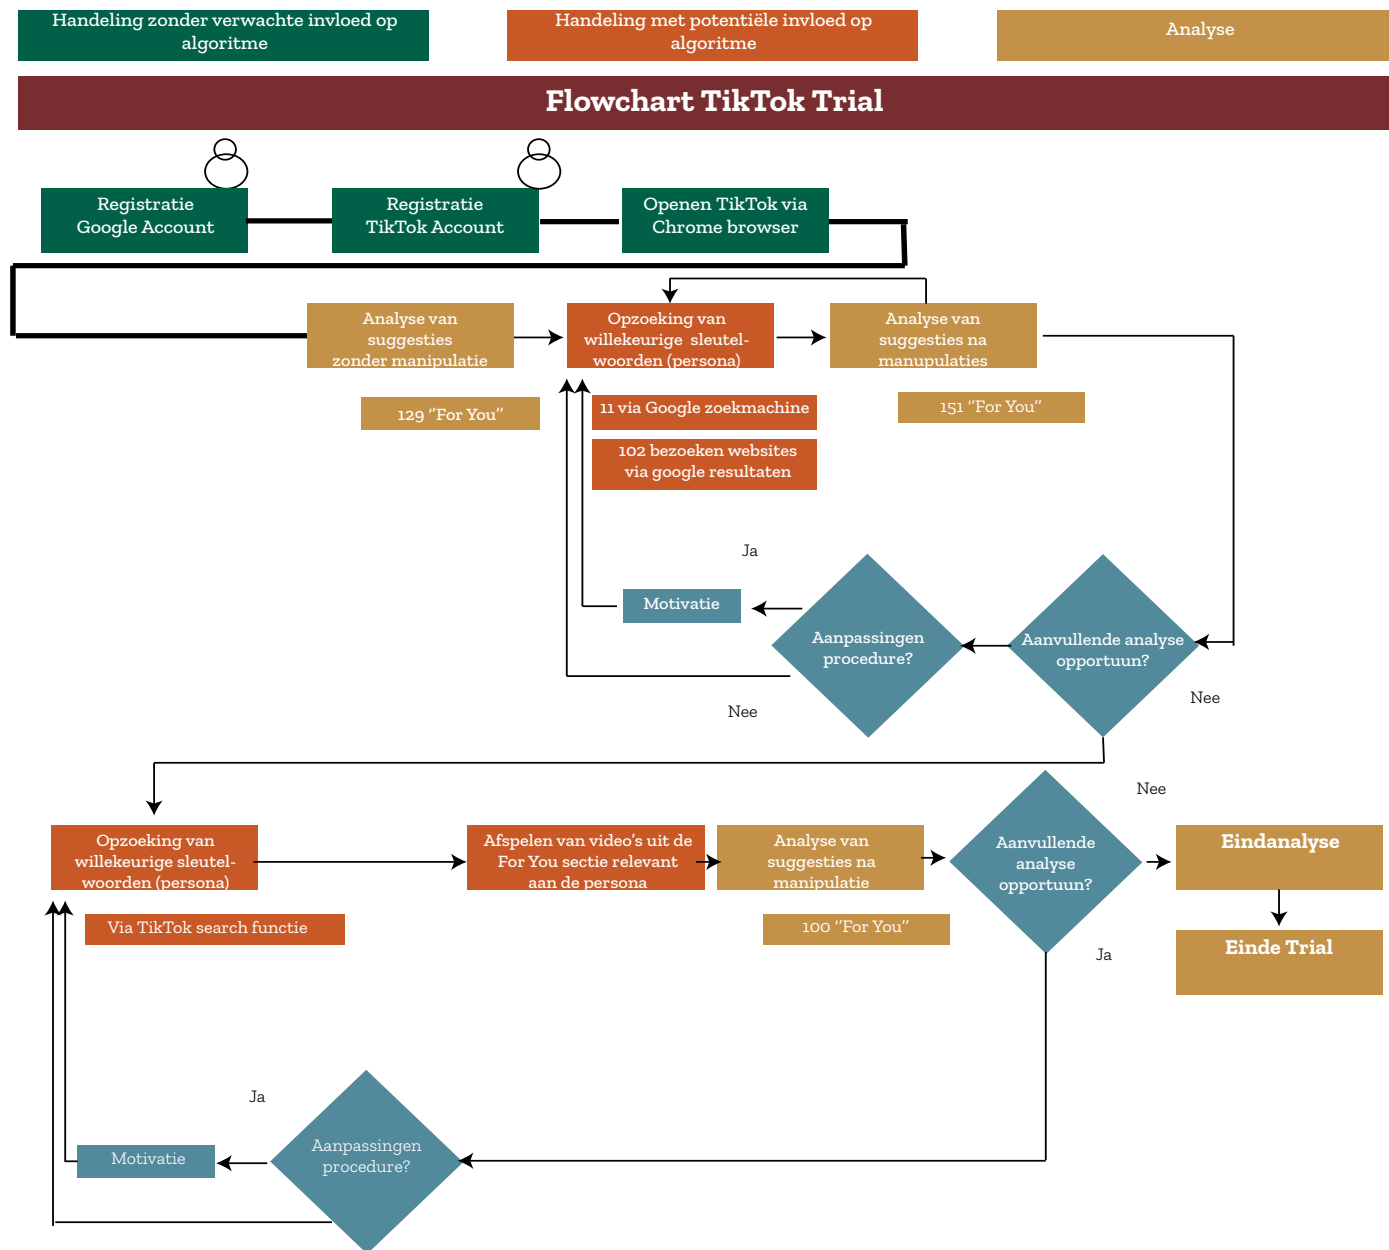 Handeling zonder verwachte invloed op
algoritme
Handeling met potentiële invloed op
algoritme
Analyse
Flowchart TikTok Trial
Registratie
Google Account
Registratie
TikTok Account
Openen TikTok via
Chrome browser
Analyse van
suggesties
zonder manipulatie
Opzoeking van
willekeurige sleutel-
woorden (persona)
Analyse van
suggesties na
manupulaties
129 "For You"
11 via Google zoekmachine
151 "For You"
102 bezoeken websites
via google resultaten
Ja
Motivatie
Aanpassingen
procedure?
Aanvullende analyse
opportuun?
Nee
Nee
Nee
Opzoeking van
willekeurige sleutel-
woorden (persona)
Afspelen van video's uit de
For You sectie relevant
aan de persona
Analyse van
suggesties na
manipulatie
Aanvullende
analyse
opportuun?
Eindanalyse
Via TikTok search functie
100 "For You"
Ja
Einde Trial
Ja
Motivatie
Aanpassingen
procedure?